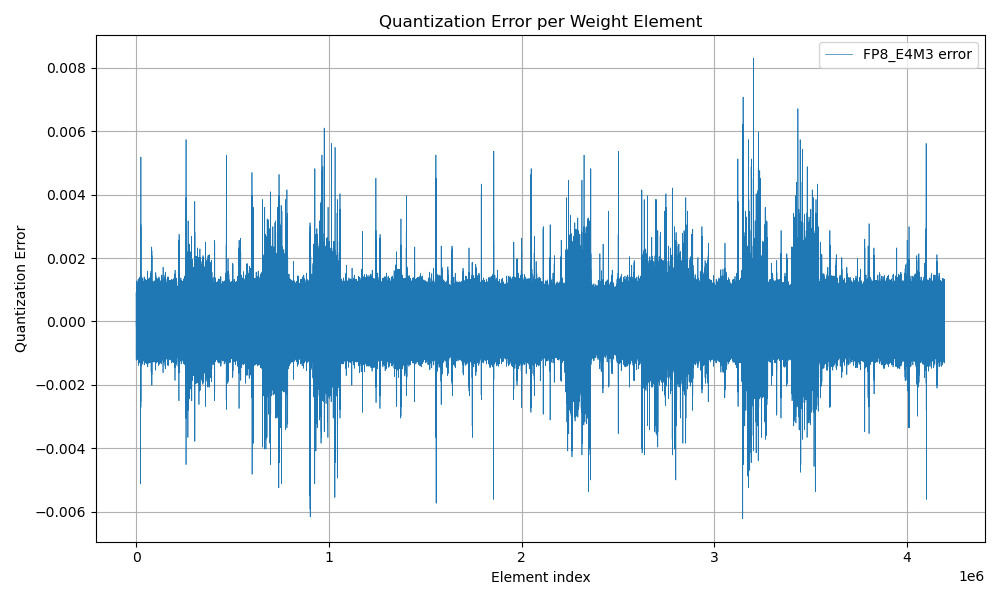 Quantization Error per Weight Element
FP8_E4M3 error
0.008
0.006
0.004
0.002
0.000
−0.002
−0.004
−0.006
Quantization Error
0 1 2 3 4
1e6
Element index